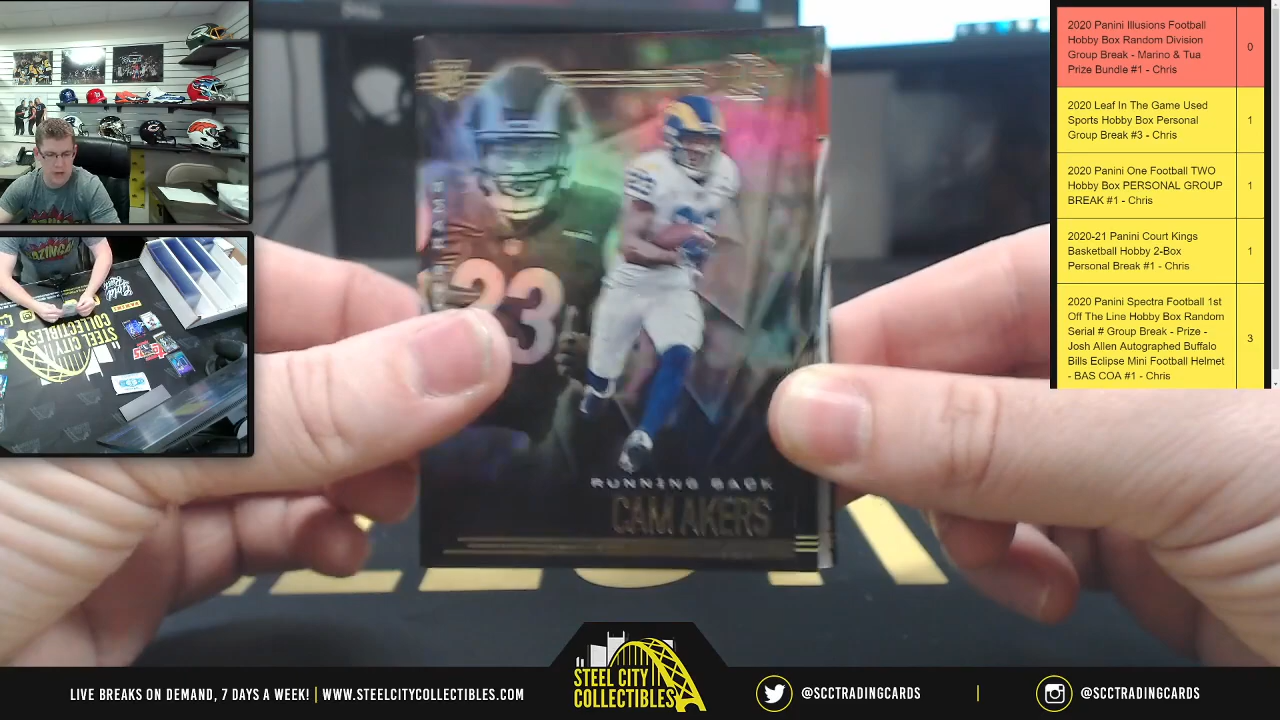 2020 Panini Illusions Football
Hobby Box Random Division
Group Break - Marino & Tua
Prize Bundle #1 - Chris
0
2020 Leaf In The Game Used
Sports Hobby Box Personal
Group Break #3 - Chris
1
2020 Panini One Football TWO
Hobby Box PERSONAL GROUP
BREAK #1 - Chris
1
2020-21 Panini Court Kings
Basketball Hobby 2-Box
Personal Break #1 - Chris
1
2020 Panini Spectra Football 1st
Off The Line Hobby Box Random
Serial # Group Break - Prize -
Josh Allen Autographed Buffalo
Bills Eclipse Mini Football Helmet
- BAS COA #1 - Chris
3
RC
23
23
RUNNING BACK
CAM AKERS
STEEL CITY
COLLECTIBLES
LIVE BREAKS ON DEMAND, 7 DAYS A WEEK! | WWW.STEELCITYCOLLECTIBLES.COM
STEEL CITY
COLLECTIBLES
@SCCTRADINGCARDS | @SCCTRADINGCARDS